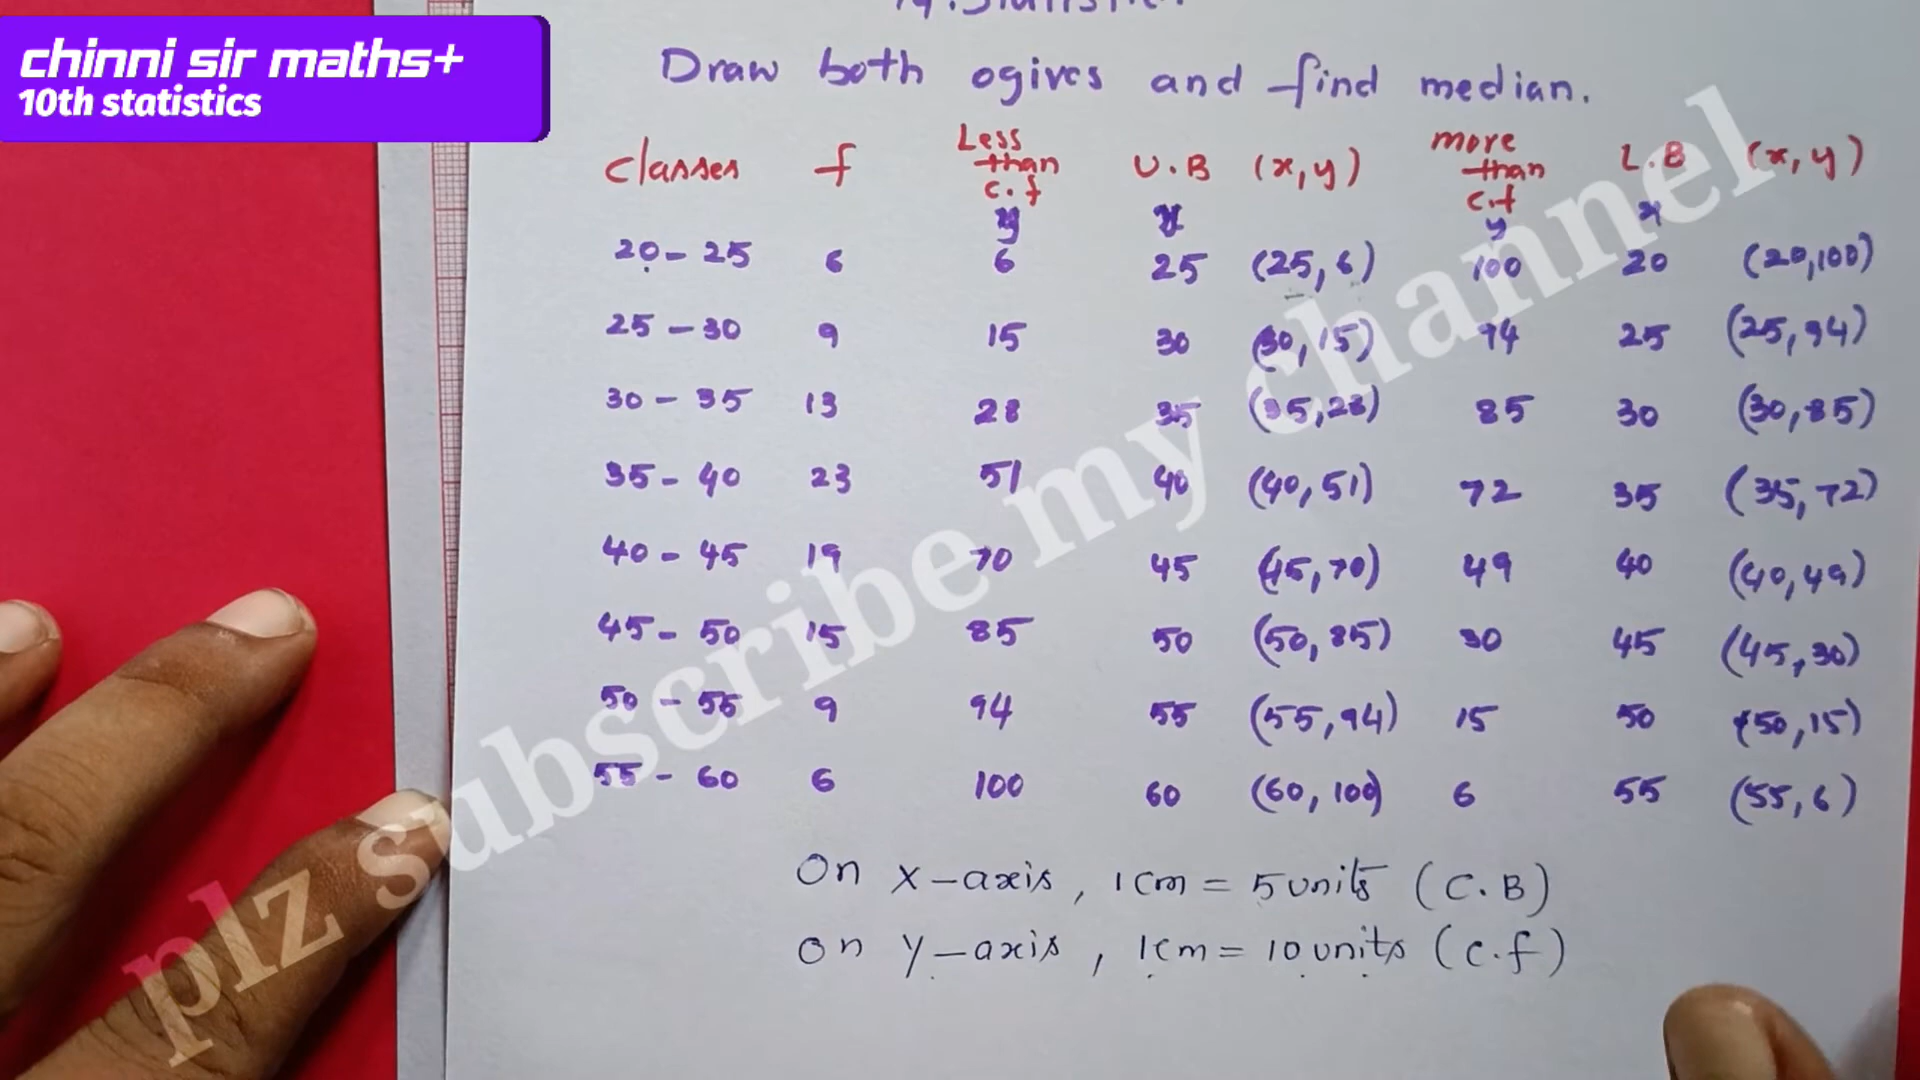 chinni sir maths+
10th statistics
Draw both ogives and find median.
classes f Less than c.f U.B (x,y) more than c.f L.B (x,y)
y x y x
20 - 25 6 6 25 (25,6) 100 20 (20,100)
25 - 30 9 15 30 (30,15) 94 25 (25,94)
30 - 35 13 28 35 (35,28) 85 30 (30,85)
35 - 40 23 51 40 (40,51) 72 35 (35,72)
40 - 45 19 70 45 (45,70) 49 40 (40,49)
45 - 50 15 85 50 (50,85) 30 45 (45,30)
50 - 55 9 94 55 (55,94) 15 50 (50,15)
55 - 60 6 100 60 (60,100) 6 55 (55,6)
On x-axis, 1cm = 5 units (C.B)
On y-axis, 1cm = 10 units (c.f)
plz subscribe my channel